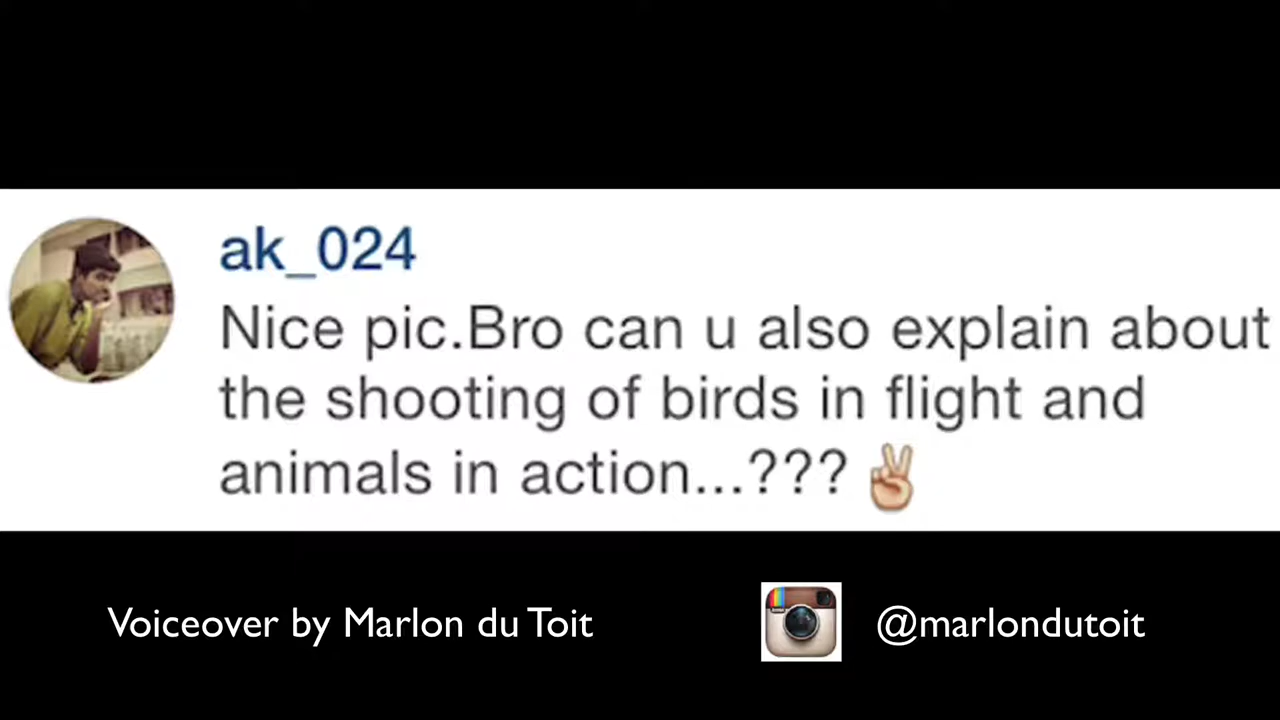 ak_024
Nice pic.Bro can u also explain about
the shooting of birds in flight and
animals in action...???✌
Voiceover by Marlon du Toit
@marlondutoit